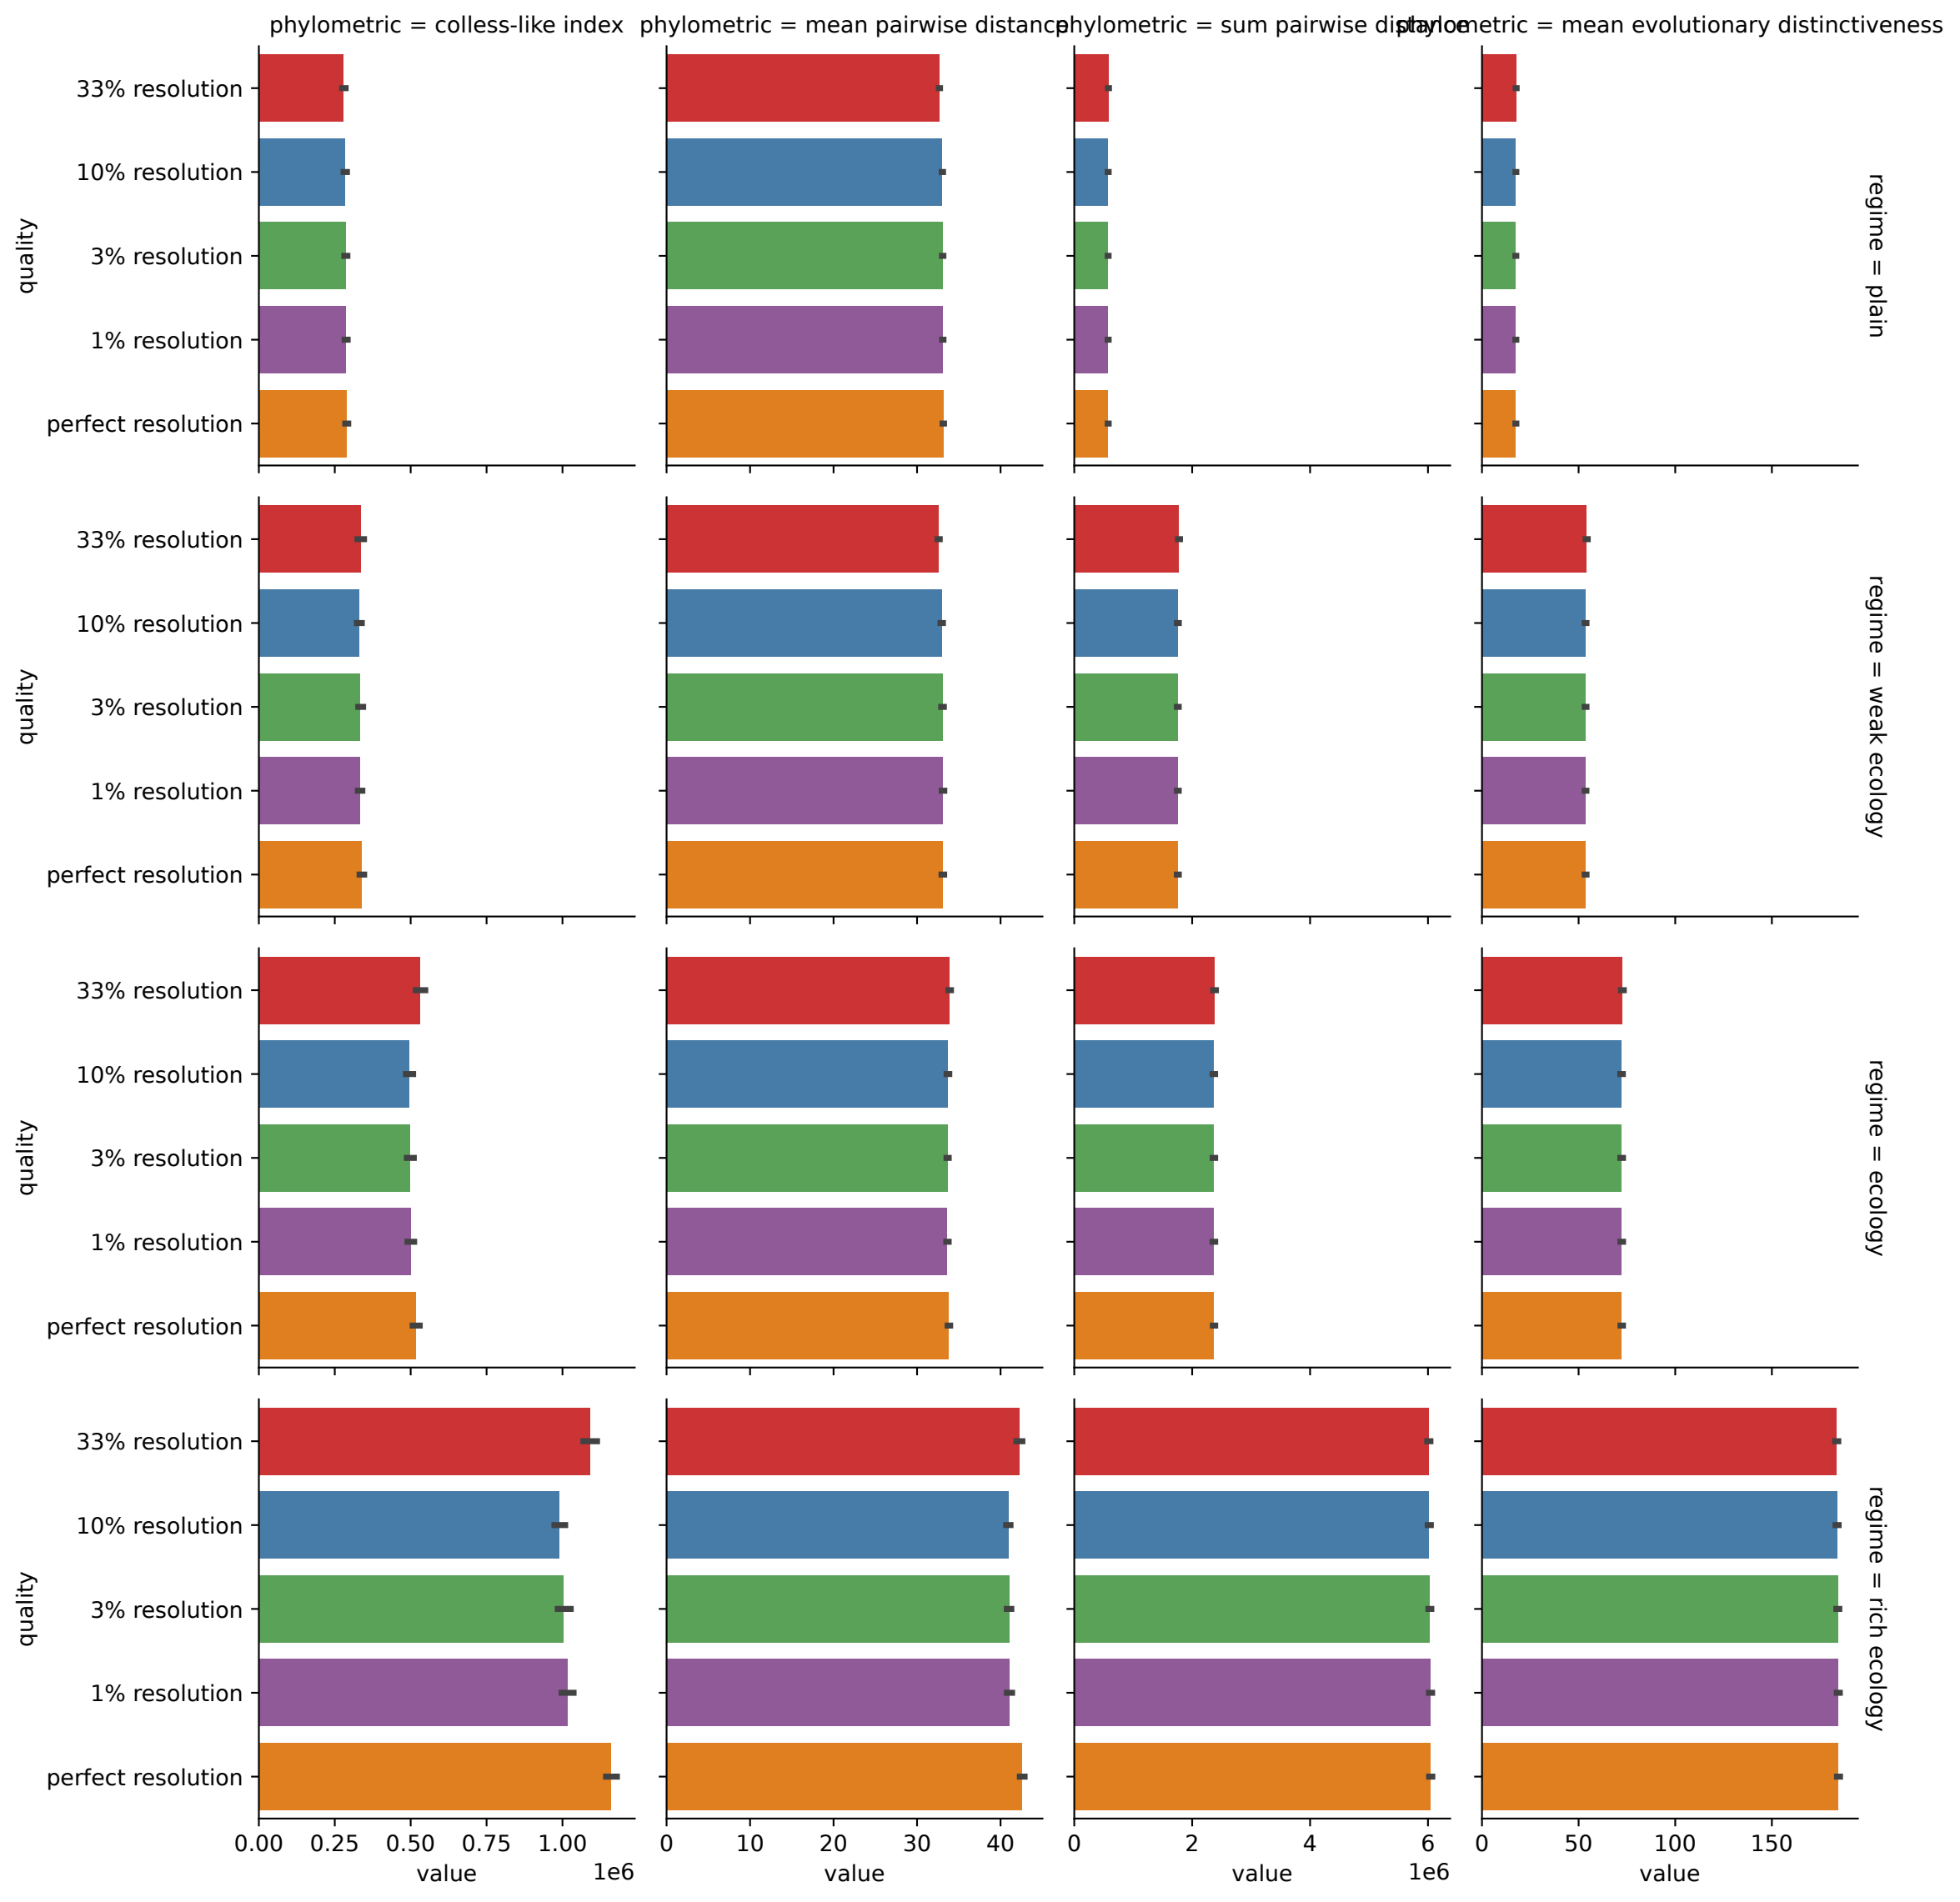 phylometric = colless-like index
phylometric = mean pairwise distance
phylometric = sum pairwise distance
phylometric = mean evolutionary distinctiveness
quality
33% resolution
10% resolution
3% resolution
1% resolution
perfect resolution
regime = plain
quality
33% resolution
10% resolution
3% resolution
1% resolution
perfect resolution
regime = weak ecology
quality
33% resolution
10% resolution
3% resolution
1% resolution
perfect resolution
regime = ecology
quality
33% resolution
10% resolution
3% resolution
1% resolution
perfect resolution
regime = rich ecology
0.00 0.25 0.50 0.75 1.00
value
1e6
0 10 20 30 40
value
0 2 4 6
value
1e6
0 50 100 150
value